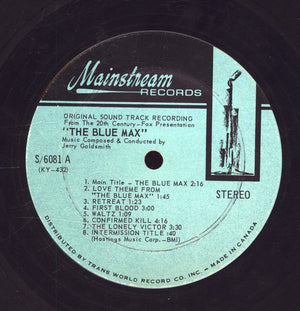 Mainstream
RECORDS
ORIGINAL SOUND TRACK RECORDING
From The 20th Century-Fox Presentation
"THE BLUE MAX"
Music Composed & Conducted by
Jerry Goldsmith
S/6081 A
(KY-432)
STEREO
1. Main Title - THE BLUE MAX 2:16
2. LOVE THEME FROM
"THE BLUE MAX" 1:45
3. RETREAT 1:23
4. FIRST BLOOD 3:00
5. WALTZ 1:09
6. CONFIRMED KILL 4:16
7. THE LONELY VICTOR 3:30
8. INTERMISSION TITLE :40
(Hastings Music Corp.-BMI)
DISTRIBUTED BY TRANS WORLD RECORD CO. INC. - MADE IN CANADA